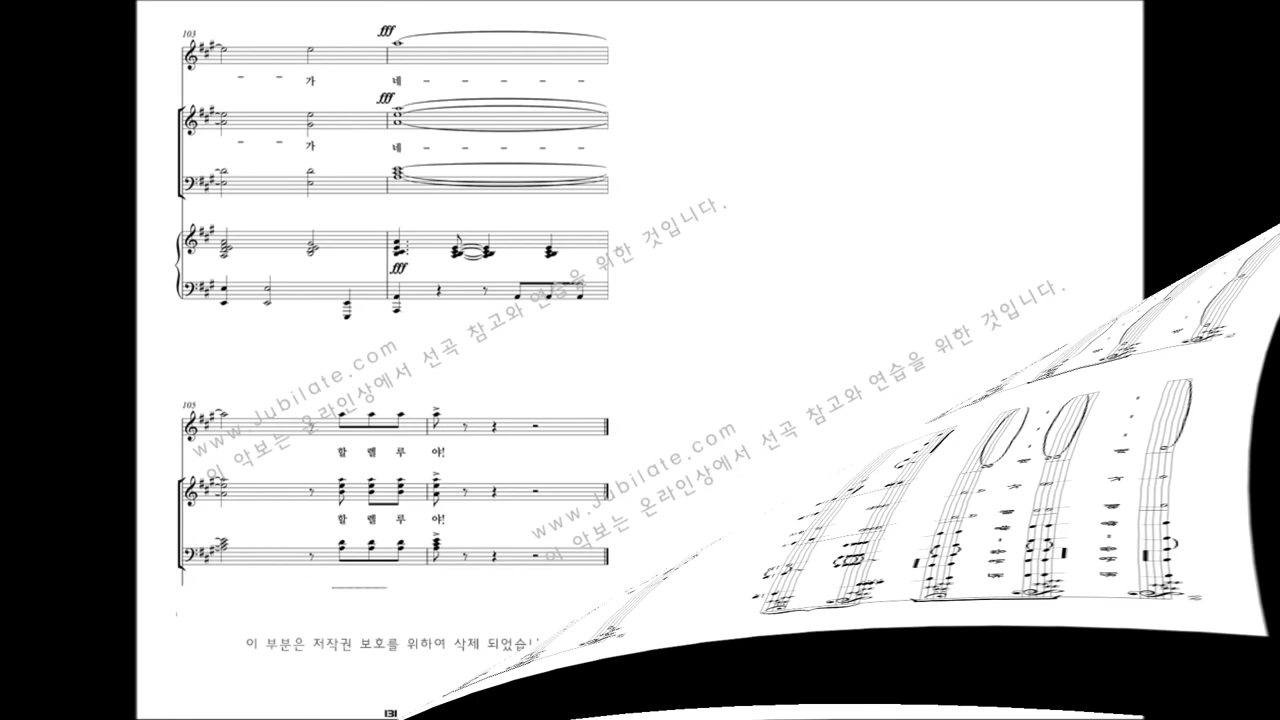 103
fff
- - 가 네 - - - - -
fff
- - 가 네 - - - - -
fff
www.Jubilate.com
이 악보는 온라인상에서 선곡 참고와 연습을 위한 것입니다.
www.Jubilate.com
이 악보는 온라인상에서 선곡 참고와 연습을 위한 것입니다.
105
할 렐 루 야!
할 렐 루 야!
이 부분은 저작권 보호를 위하여 삭제 되었습니
131